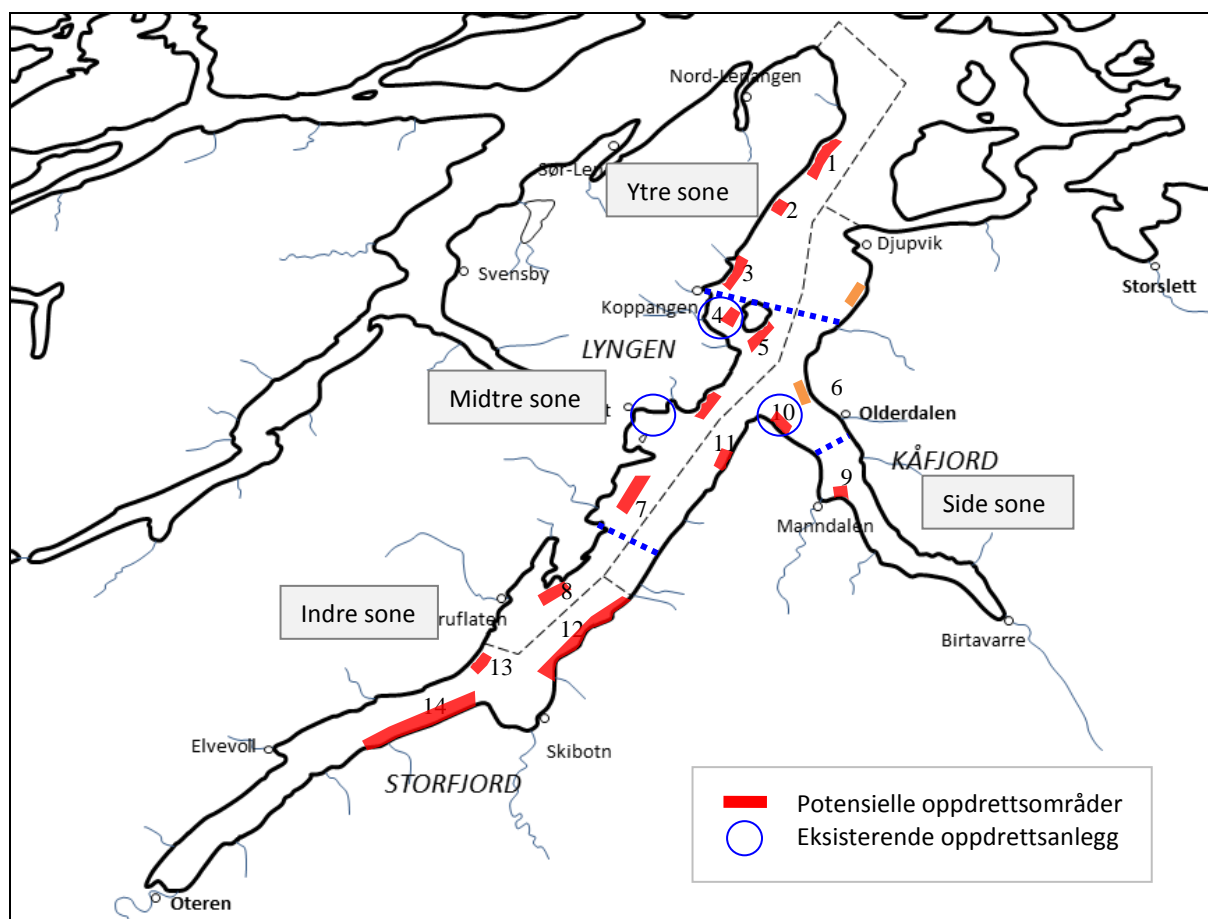 Nord-Lenangen
Sør-Le
1
Ytre sone
2
Djupvik
3
Svensby
Storslett
Koppangen
4
LYNGEN
5
Midtre sone
6
t
10
Olderdalen
11
KÅFJORD
9
7
Side sone
Manndalen
8
Indre sone
ruflaten
12
Birtavarre
13
14
Elvevoll
Skibotn
STORFJORD
Potensielle oppdrettsområder
Eksisterende oppdrettsanlegg
Oteren